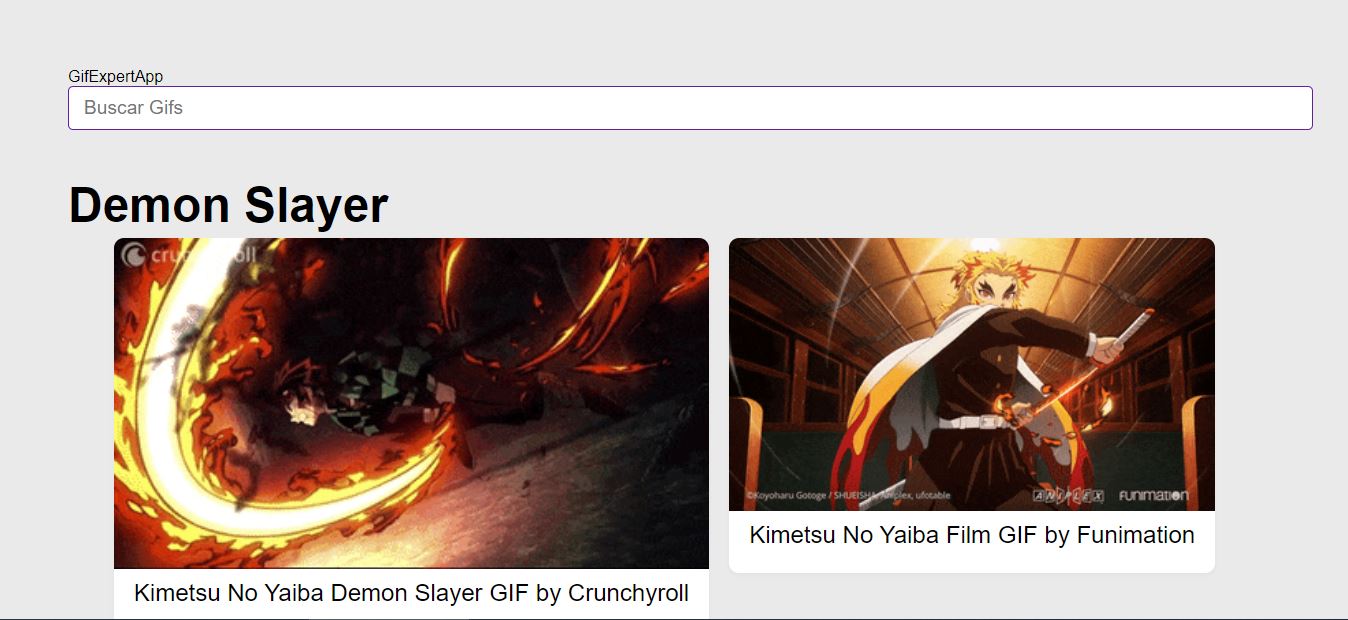 GifExpertApp
Buscar Gifs
Demon Slayer
crunchyroll
©Koyoharu Gotoge / SHUEISHA, Aniplex, ufotable
ANIPLEX FUNIMATION
Kimetsu No Yaiba Film GIF by Funimation
Kimetsu No Yaiba Demon Slayer GIF by Crunchyroll